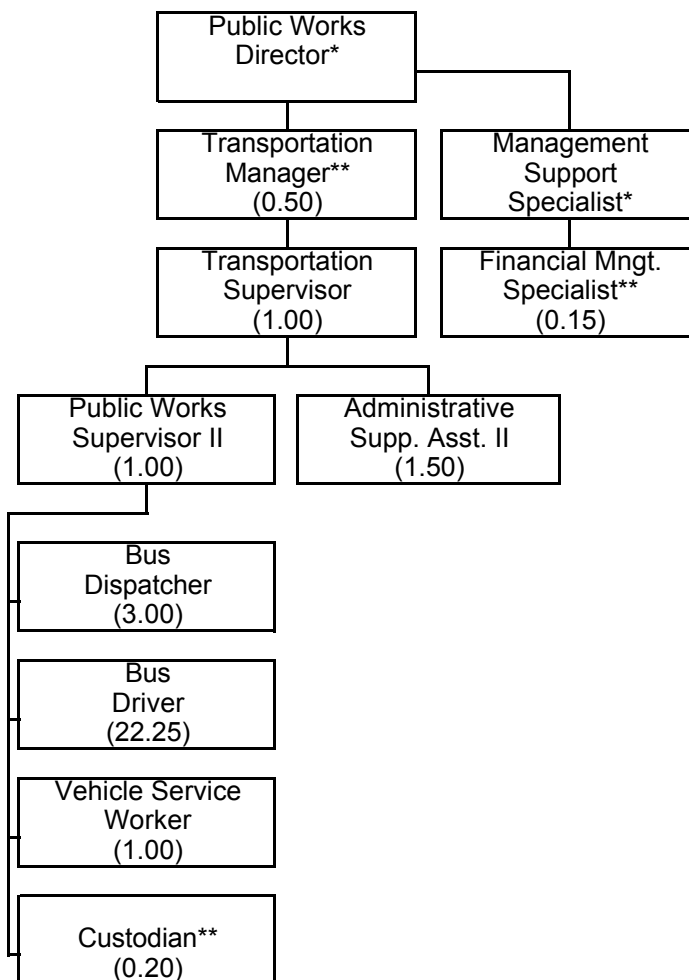 Public Works
Director*
Transportation
Manager**
(0.50)
Management
Support
Specialist*
Transportation
Supervisor
(1.00)
Financial Mngt.
Specialist**
(0.15)
Public Works
Supervisor II
(1.00)
Administrative
Supp. Asst. II
(1.50)
Bus
Dispatcher
(3.00)
Bus
Driver
(22.25)
Vehicle Service
Worker
(1.00)
Custodian**
(0.20)